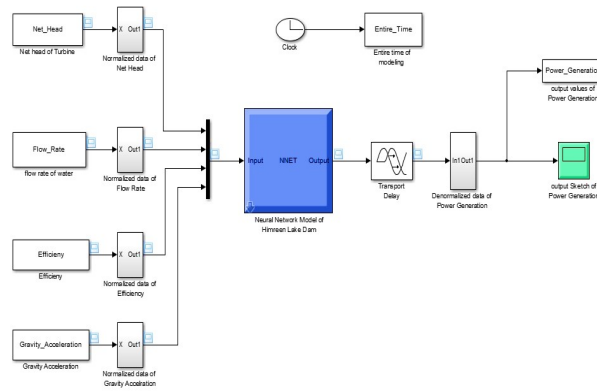 Net_Head
Net head of Turbine
X Out1
Normalized data of
Net Head
Clock
Entire_Time
Entire time of
modeling
Power_Generation
output values of
Power Generation
Flow_Rate
flow rate of water
X Out1
Normalized data of
Flow Rate
Input NNET Output
Neural Network Model of
Himreen Lake Dam
Transport
Delay
In1 Out1
Denormalized data of
Power Generation
output Sketch of
Power Generation
Efficieny
Efficieny
X Out1
Normalized data of
Efficiency
Gravity_Acceleration
Gravity Acceleration
X Out1
Normalized data of
Gravity Acceleration